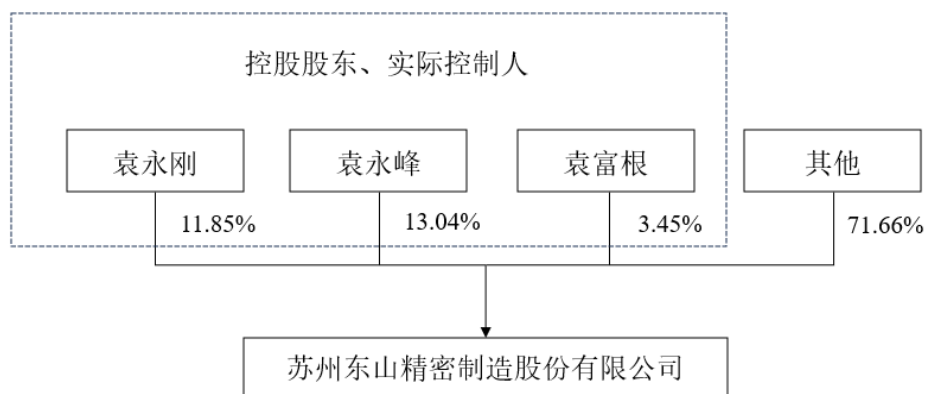 控股股东、实际控制人
袁永刚
袁永峰
袁富根
其他
11.85%
13.04%
3.45%
71.66%
苏州东山精密制造股份有限公司